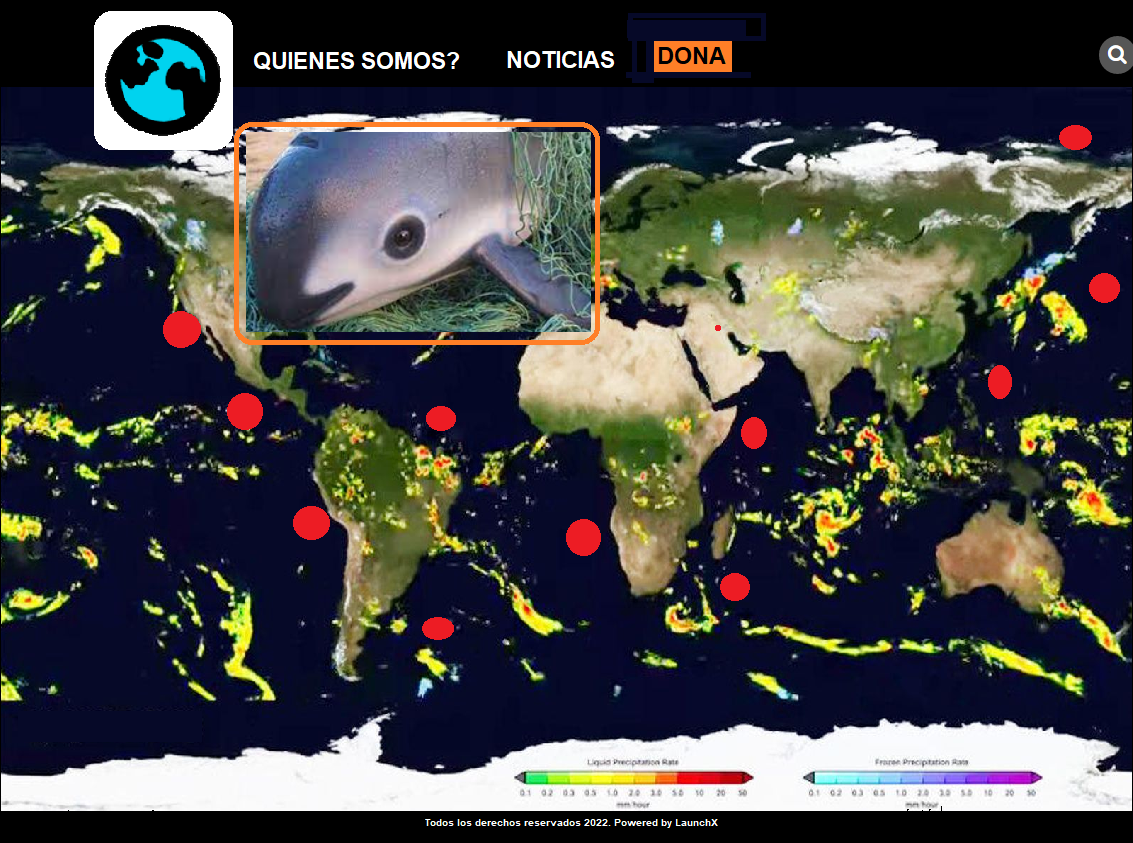 QUIENES SOMOS?
NOTICIAS
DONA
Liquid Precipitation Rate
0.1 0.2 0.3 0.5 1.0 2.0 3.0 5.0 10 20 50
mm hour
Frozen Precipitation Rate
0.1 0.2 0.3 0.5 1.0 2.0 3.0 5.0 10 20 50
mm hour
Todos los derechos reservados 2022. Powered by LaunchX